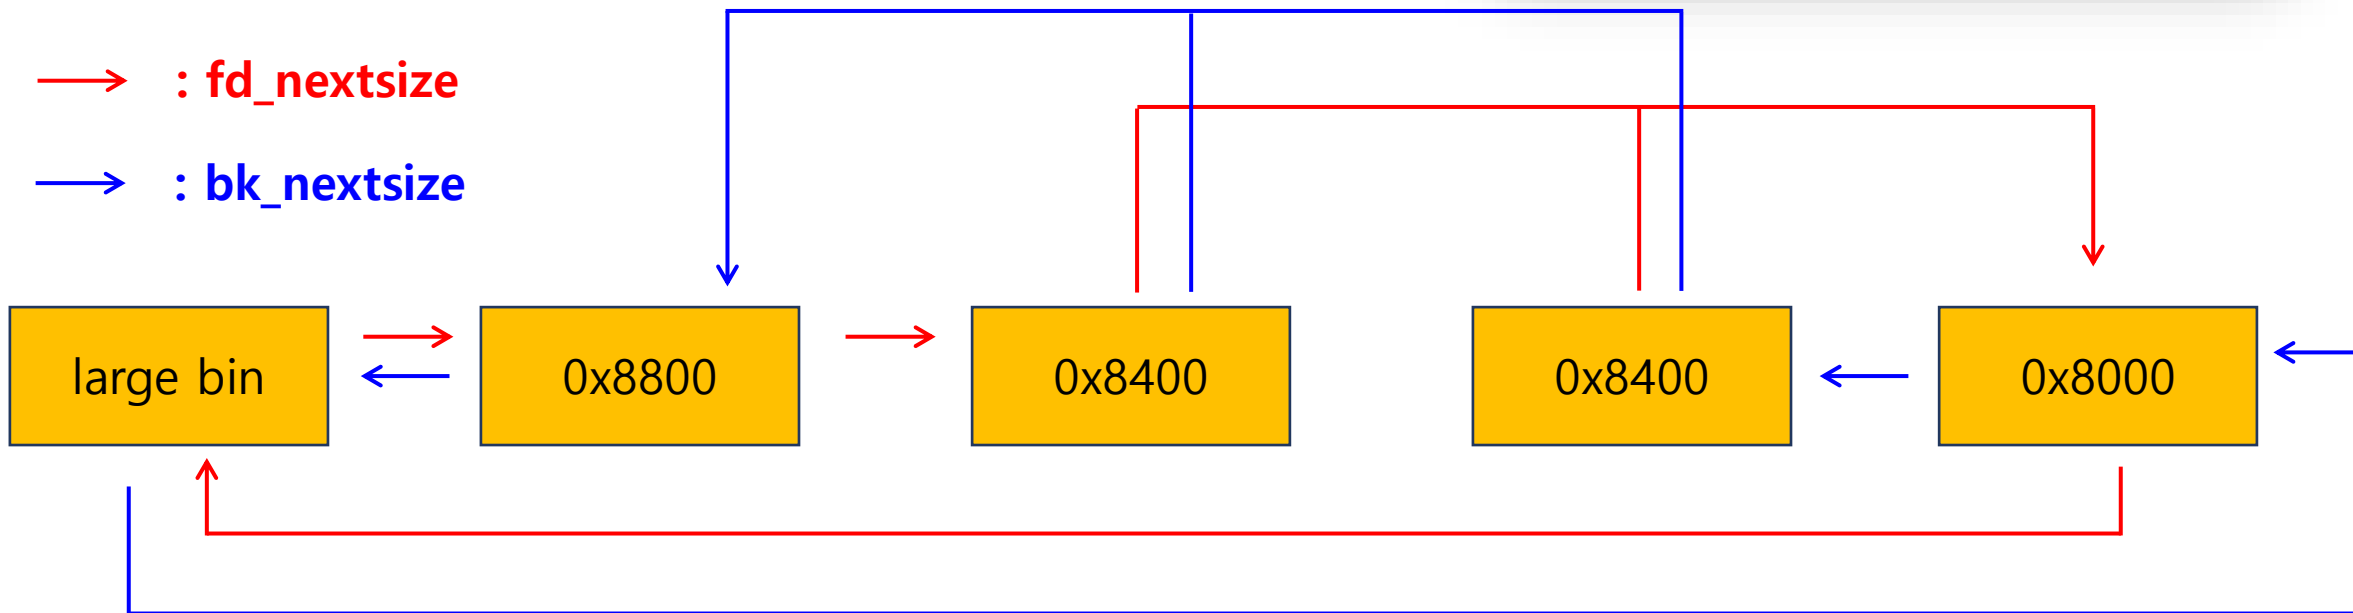 : fd_nextsize
: bk_nextsize
large bin
0x8800
0x8400
0x8400
0x8000